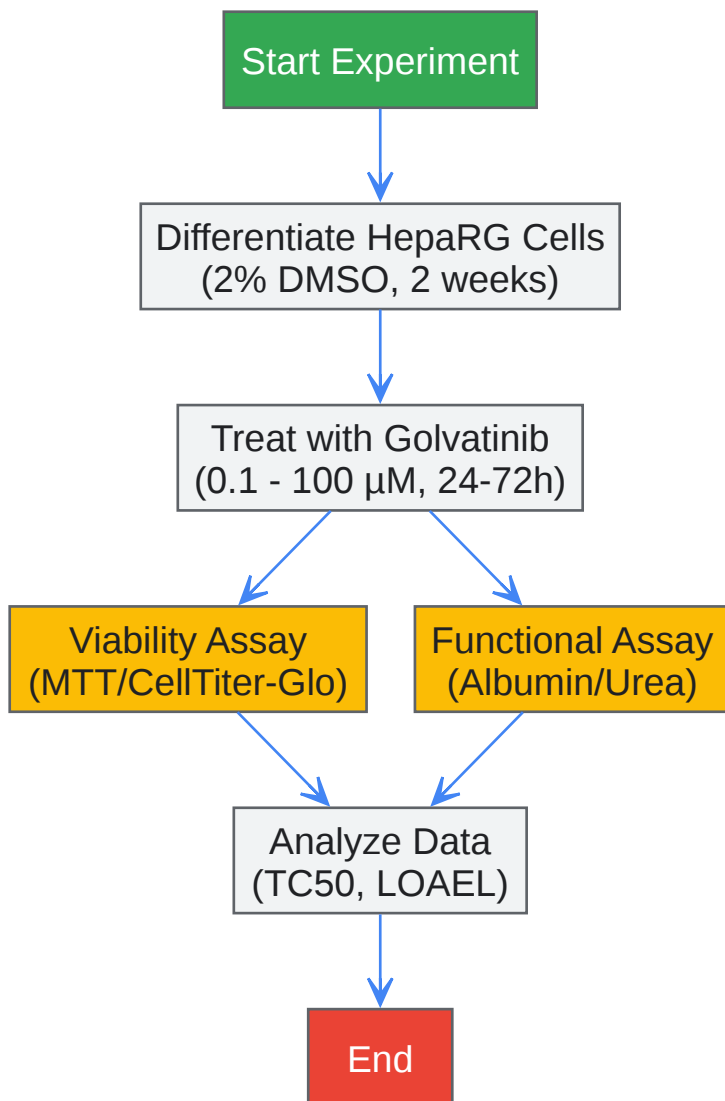 Start Experiment
Differentiate HepaRG Cells
(2% DMSO, 2 weeks)
Treat with Golvatinib
(0.1 - 100 µM, 24-72h)
Viability Assay
(MTT/CellTiter-Glo)
Functional Assay
(Albumin/Urea)
Analyze Data
(TC50, LOAEL)
End